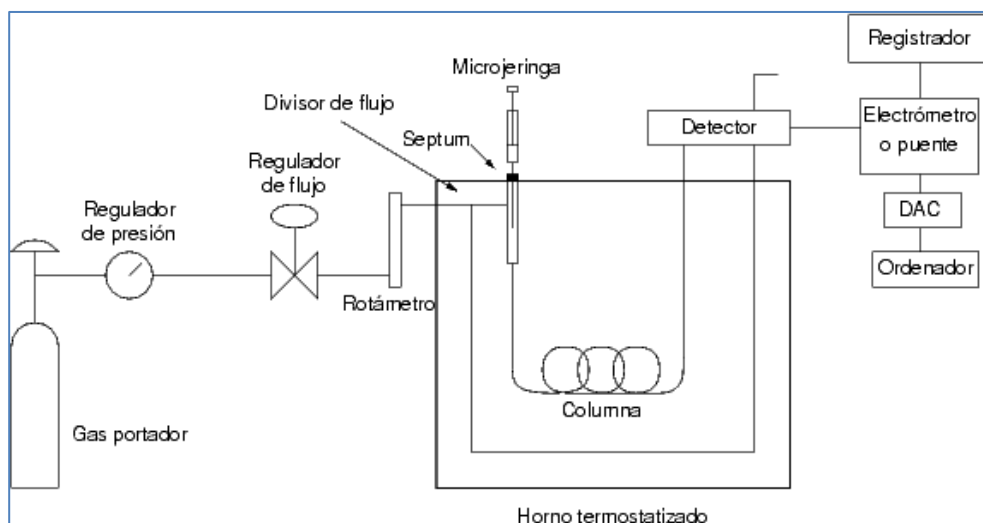 Registrador
Microjeringa
Divisor de flujo
Septum
Detector
Electrómetro
o puente
Regulador
de flujo
Regulador
de presión
DAC
Ordenador
Rotámetro
Columna
Gas portador
Horno termostatizado